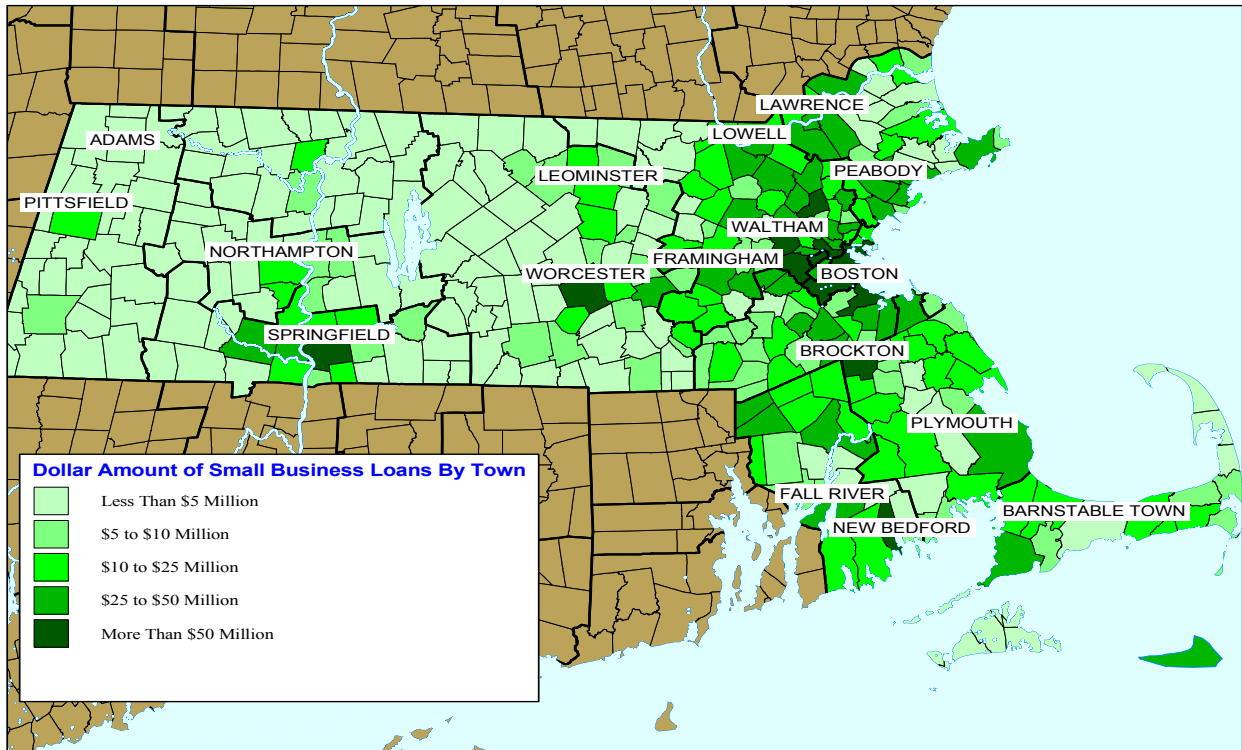 LAWRENCE
LOWELL
ADAMS
PEABODY
LEOMINSTER
PITTSFIELD
WALTHAM
NORTHAMPTON
FRAMINGHAM
WORCESTER
BOSTON
SPRINGFIELD
BROCKTON
PLYMOUTH
FALL RIVER
BARNSTABLE TOWN
NEW BEDFORD
Dollar Amount of Small Business Loans By Town
Less Than $5 Million
$5 to $10 Million
$10 to $25 Million
$25 to $50 Million
More Than $50 Million